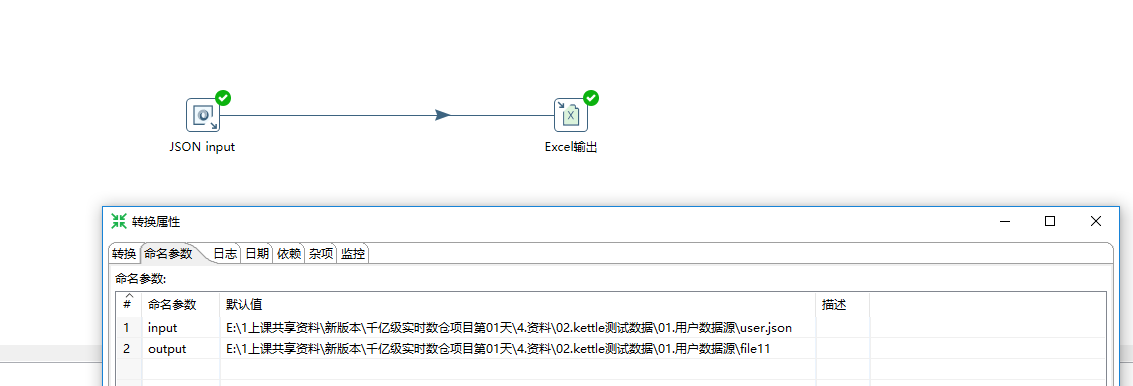 JSON input
Excel输出
转换属性
转换 命名参数 日志 日期 依赖 杂项 监控
命名参数:
# 命名参数 默认值 描述
1 input E:\1上课共享资料\新版本\千亿级实时数仓项目第01天\4.资料\02.kettle测试数据\01.用户数据源\user.json
2 output E:\1上课共享资料\新版本\千亿级实时数仓项目第01天\4.资料\02.kettle测试数据\01.用户数据源\file11